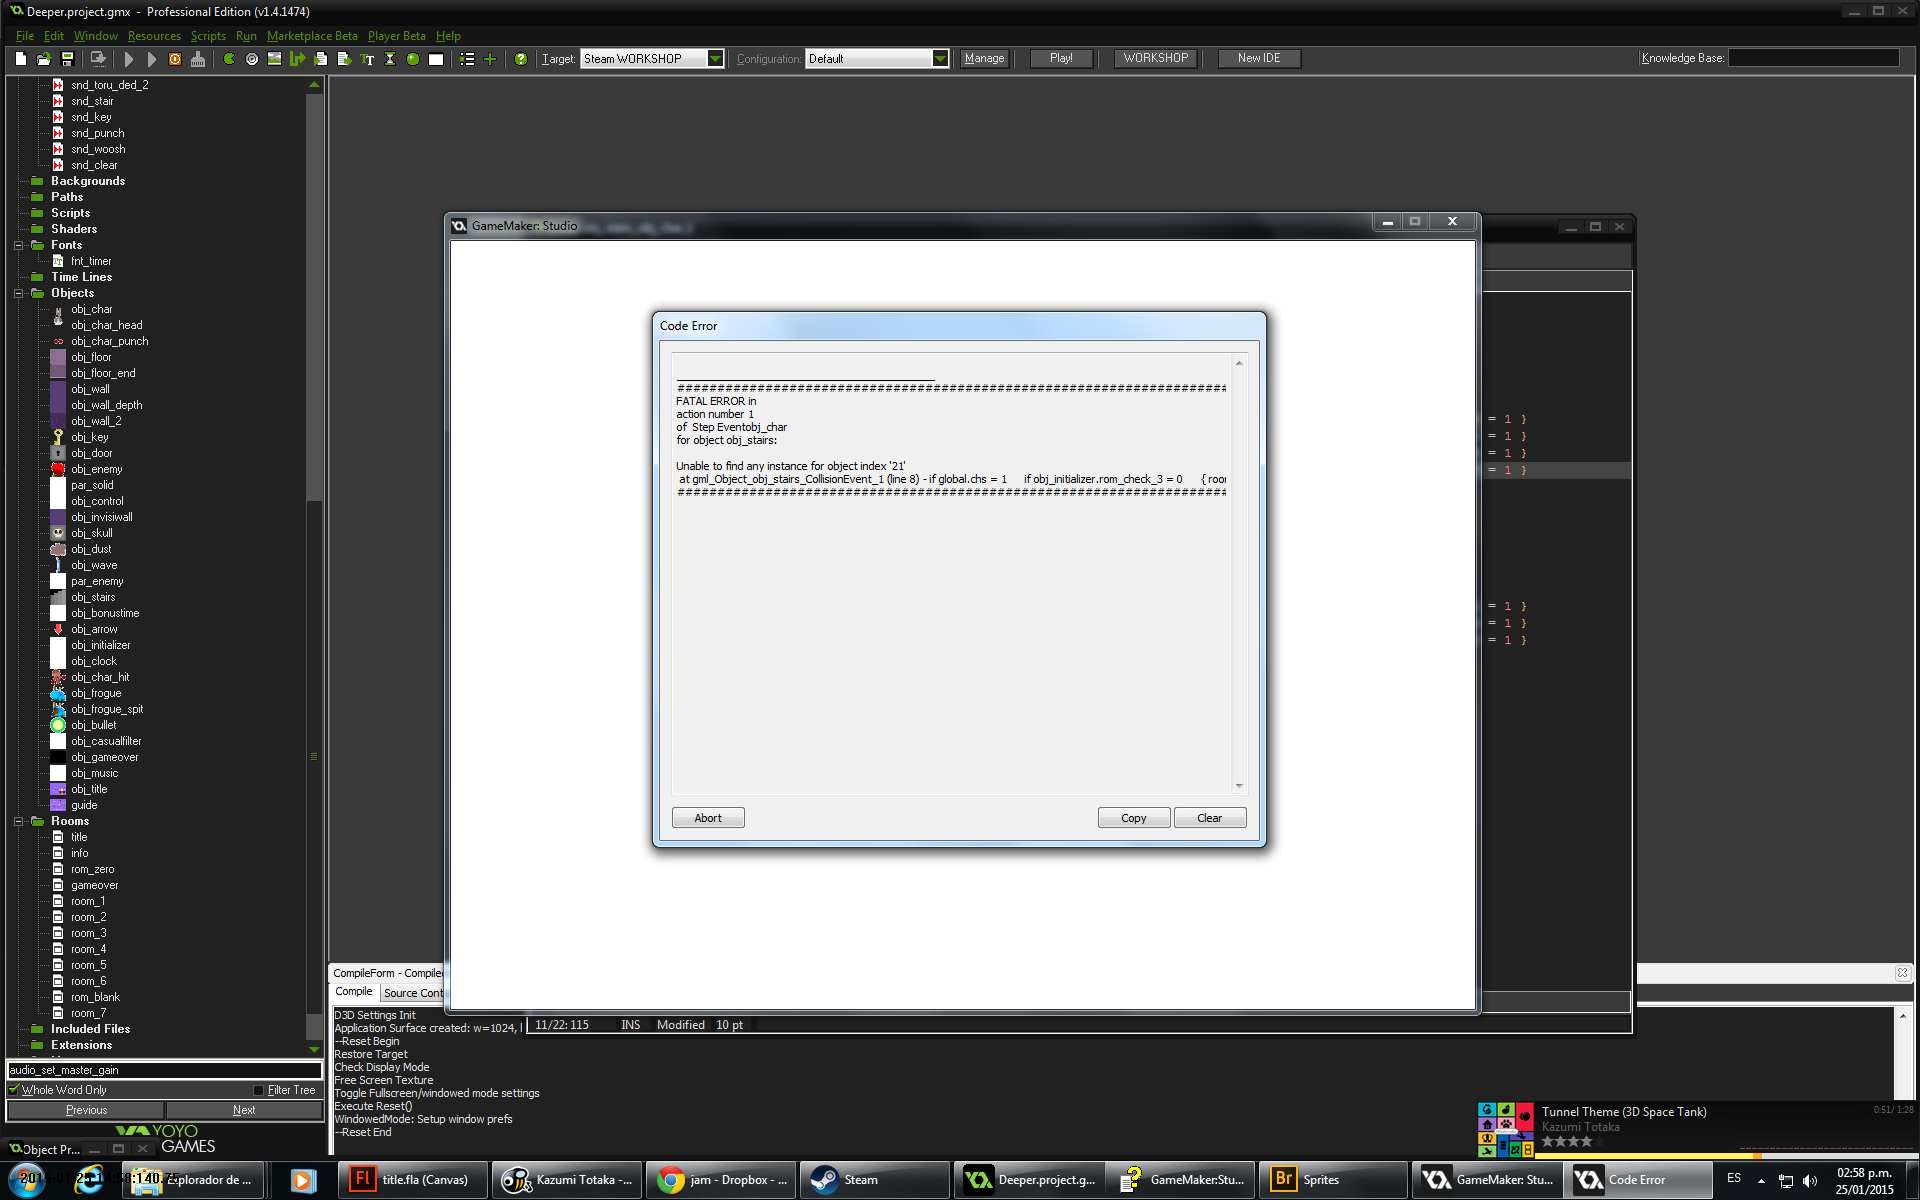 Deeper.project.gmx - Professional Edition (v1.4.1474)
File Edit Window Resources Scripts Run Marketplace Beta Player Beta Help
Target: Steam WORKSHOP Configuration: Default Manage Play! WORKSHOP New IDE Knowledge Base:
snd_toru_ded_2
snd_stair
snd_key
snd_punch
snd_woosh
snd_clear
Backgrounds
Paths
Scripts
Shaders
Fonts
fnt_timer
Time Lines
Objects
obj_char
obj_char_head
obj_char_punch
obj_floor
obj_floor_end
obj_wall
obj_wall_depth
obj_wall_2
obj_key
obj_door
obj_enemy
par_solid
obj_control
obj_invisiwall
obj_skull
obj_dust
obj_wave
par_enemy
obj_stairs
obj_bonustime
obj_arrow
obj_initializer
obj_clock
obj_char_hit
obj_frogue
obj_frogue_spit
obj_bullet
obj_casualfilter
obj_gameover
obj_music
obj_title
guide
Rooms
title
info
rom_zero
gameover
room_1
room_2
room_3
room_4
room_5
room_6
rom_blank
room_7
Included Files
Extensions
audio_set_master_gain
Whole Word Only Filter Tree
Previous Next
YOYO
GAMES
Object Pr...
GameMaker: Studio
Code Error
################################################################
FATAL ERROR in
action number 1
of Step Eventobj_char
for object obj_stairs:
Unable to find any instance for object index '21'
at gml_Object_obj_stairs_CollisionEvent_1 (line 8) - if global.chs = 1 if obj_initializer.rom_check_3 = 0 { roor
################################################################
Abort Copy Clear
= 1 }
= 1 }
= 1 }
= 1 }
= 1 }
= 1 }
= 1 }
11/22: 115 INS Modified 10 pt
CompileForm - Compiled
Compile Source Cont
D3D Settings Init
Application Surface created: w=1024,
--Reset Begin
Restore Target
Check Display Mode
Free Screen Texture
Toggle Fullscreen/windowed mode settings
Execute Reset()
WindowedMode: Setup window prefs
--Reset End
Tunnel Theme (3D Space Tank) 0:51/ 1:28
Kazumi Totaka
Explorador de ... title.fla (Canvas) Kazumi Totaka -... jam - Dropbox - ... Steam Deeper.project.g... GameMaker:Stu... Sprites GameMaker: Stu... Code Error ES
02:58 p.m.
25/01/2015